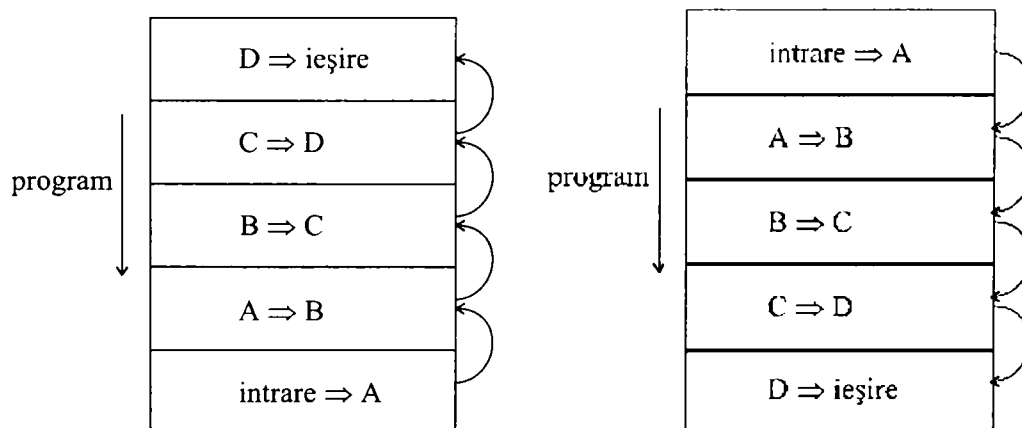 D ⇒ ieşire
C ⇒ D
program
B ⇒ C
A ⇒ B
intrare ⇒ A
intrare ⇒ A
A ⇒ B
program
B ⇒ C
C ⇒ D
D ⇒ ieşire